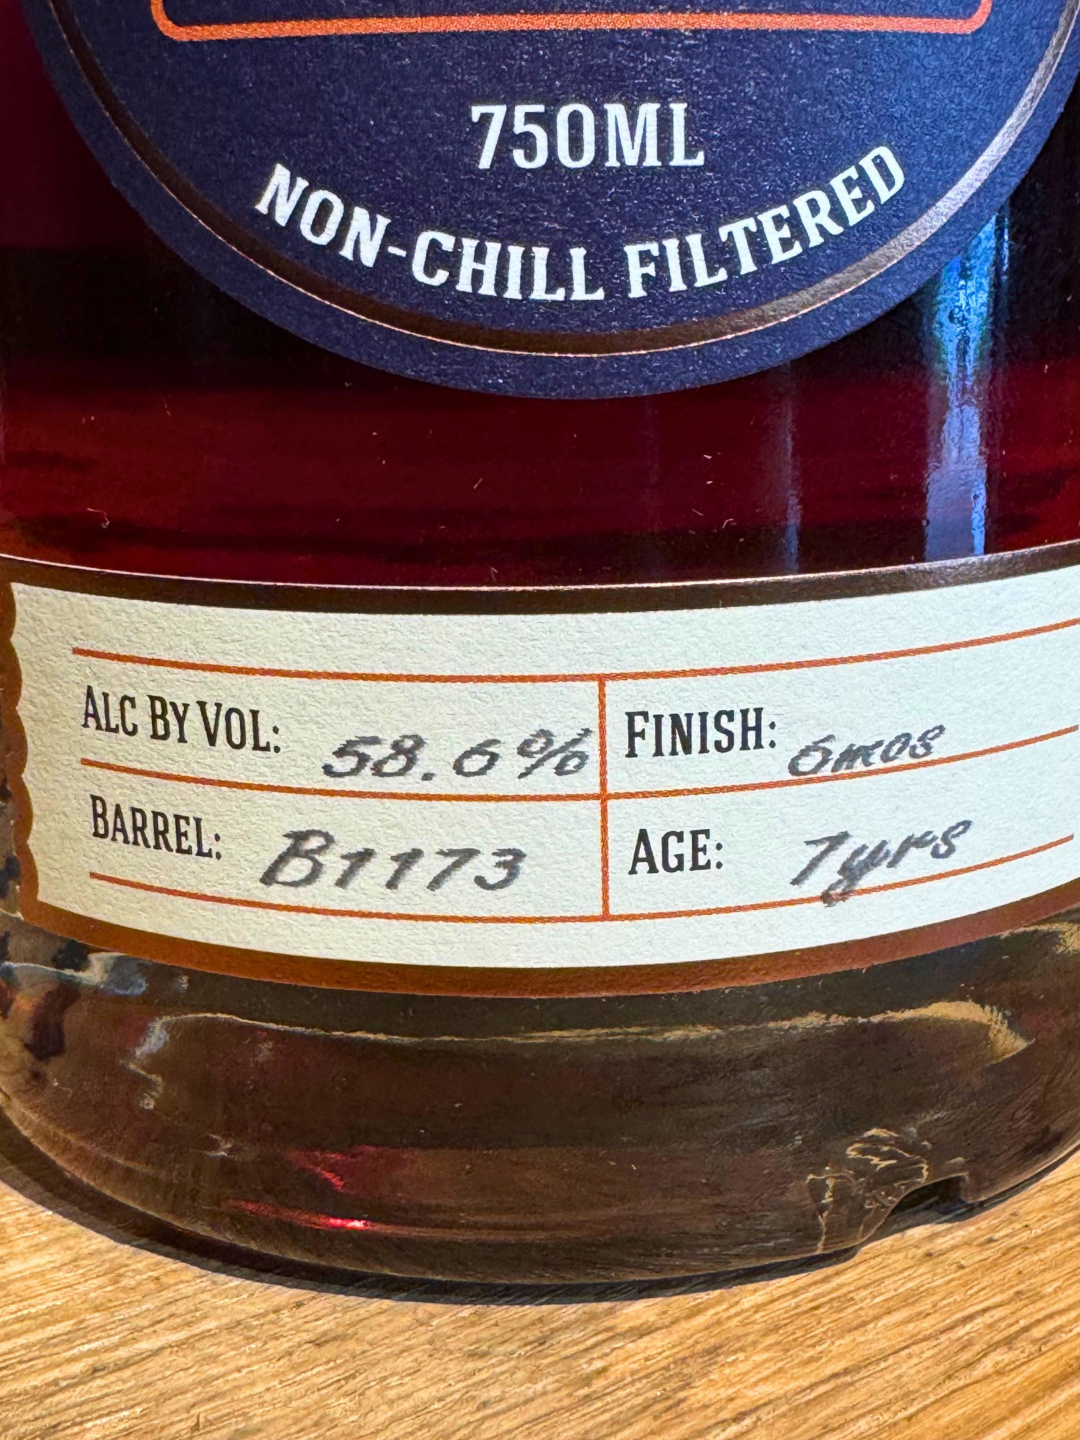 750ML
NON-CHILL FILTERED
ALC BY VOL: 58.6%
FINISH: 6mos
BARREL: B1173
AGE: 7yrs